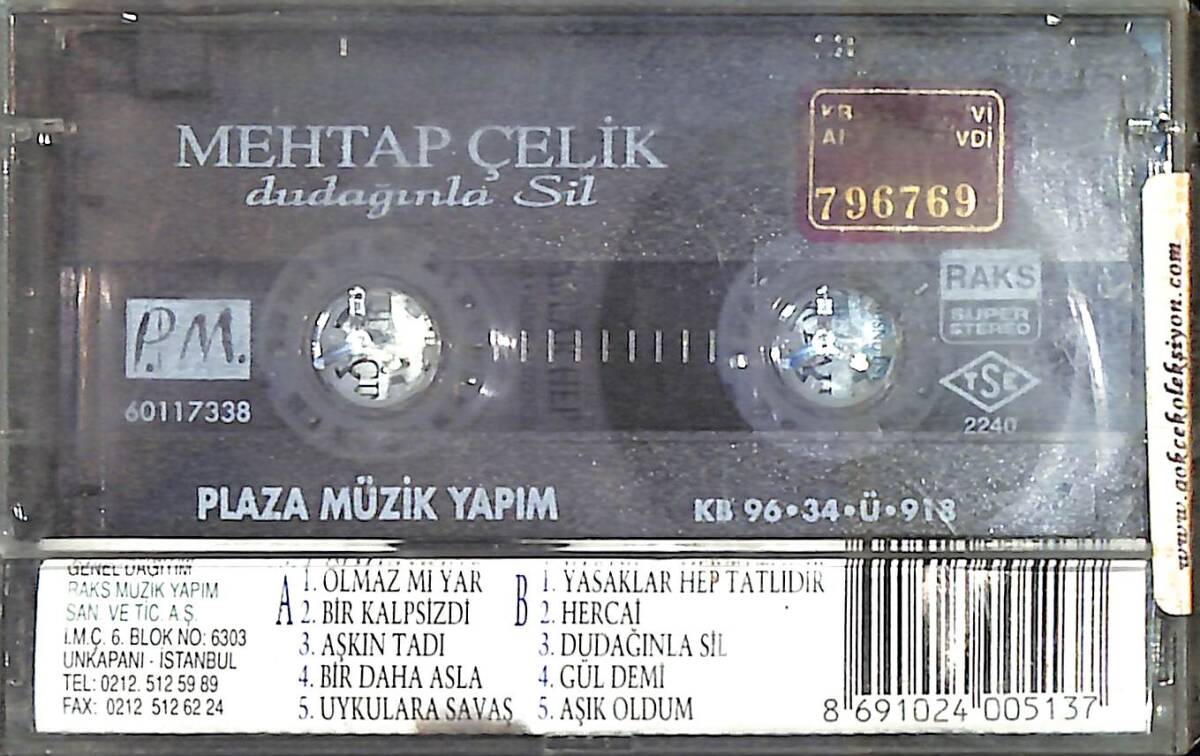 MEHTAP ÇELİK
dudağınla Sil
KB Vİ
AI VDİ
796769
P.M.
60117338
RAKS
SUPER
STEREO
TSE
2240
PLAZA MÜZİK YAPIM
KB 96•34•Ü•918
www.gokcekoleksiyon.com
GENEL DAĞITIM
RAKS MÜZİK YAPIM
SAN. VE TİC. A.Ş.
İ.M.Ç. 6. BLOK NO: 6303
UNKAPANI - İSTANBUL
TEL: 0212. 512 59 89
FAX: 0212 512 62 24
A 1. OLMAZ MI YAR
2. BİR KALPSİZDİ
3. AŞKIN TADI
4. BİR DAHA ASLA
5. UYKULARA SAVAŞ
B 1. YASAKLAR HEP TATLIDIR
2. HERCAİ
3. DUDAĞINLA SİL
4. GÜL DEMİ
5. AŞIK OLDUM
8 691024 005137